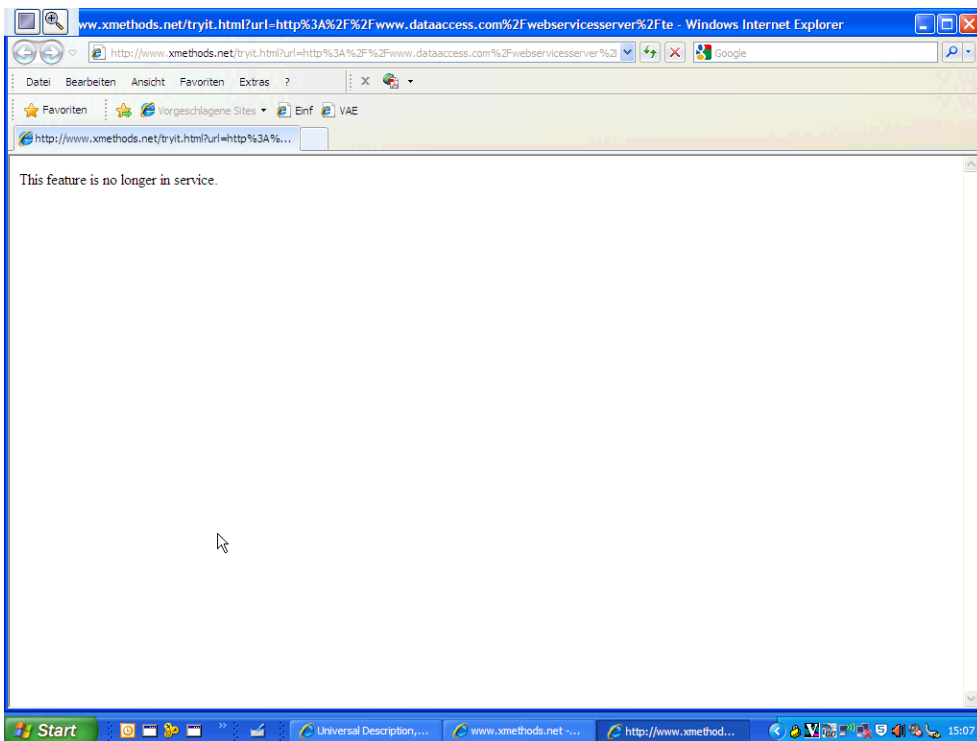 ww.xmethods.net/tryit.html?url=http%3A%2F%2Fwww.dataaccess.com%2Fwebservicesserver%2Fte - Windows Internet Explorer
http://www.xmethods.net/tryit.html?url=http%3A%2F%2Fwww.dataaccess.com%2Fwebservicesserver%2l
Google
Datei Bearbeiten Ansicht Favoriten Extras ?
x
Favoriten Vorgeschlagene Sites Einf VAE
http://www.xmethods.net/tryit.html?url=http%3A%...
This feature is no longer in service.
Start Universal Description,... www.xmethods.net -... http://www.xmethod... 15:07